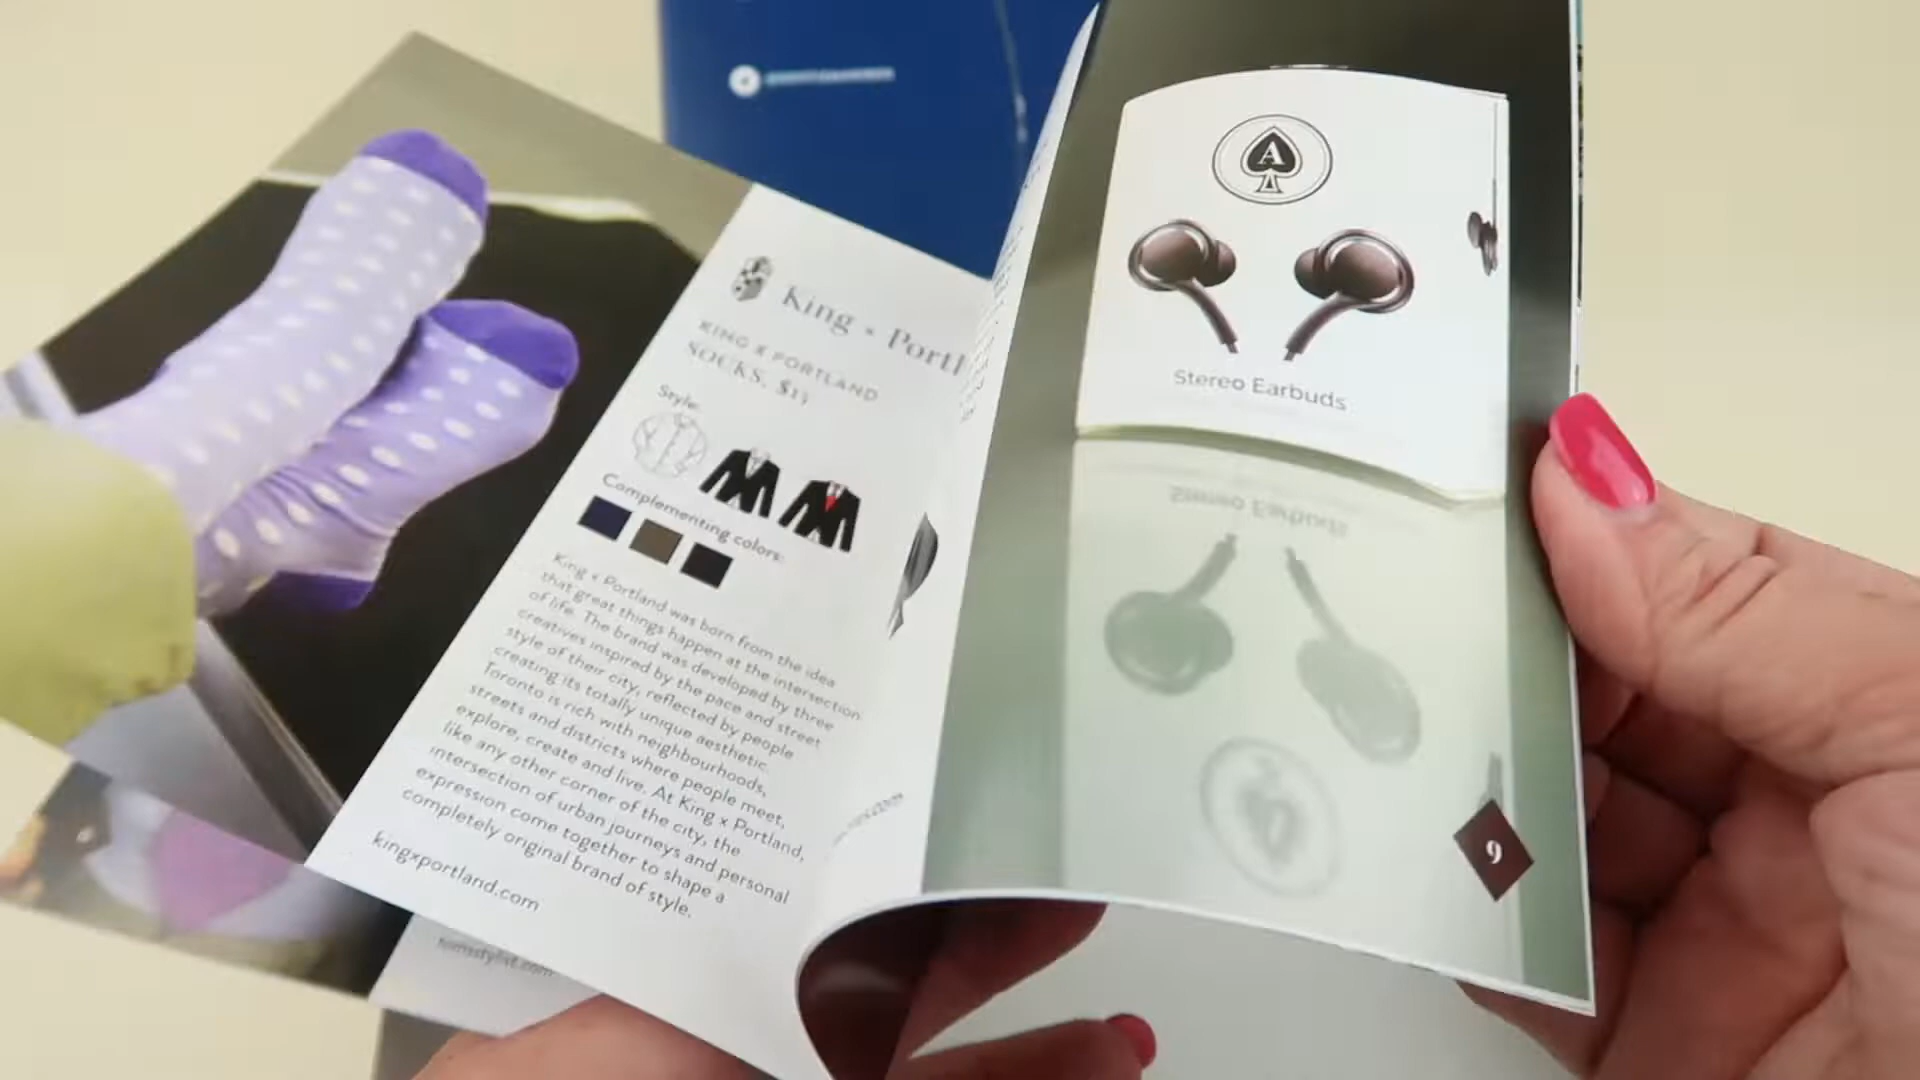 King × Portl
KING X PORTLAND
SOCKS, $15
Style:
Complementing colors:
King × Portland was born from the idea
that great things happen at the intersection
of life. The brand was developed by three
creatives inspired by the pace and street
style of their city, reflected by people
creating its totally unique aesthetic.
Toronto is rich with neighbourhoods,
streets and districts where people meet,
explore, create and live. At King x Portland,
like any other corner of the city, the
intersection of urban journeys and personal
expression come together to shape a
completely original brand of style.
kingxportland.com
A
Stereo Earbuds
Stereo Earbuds
9